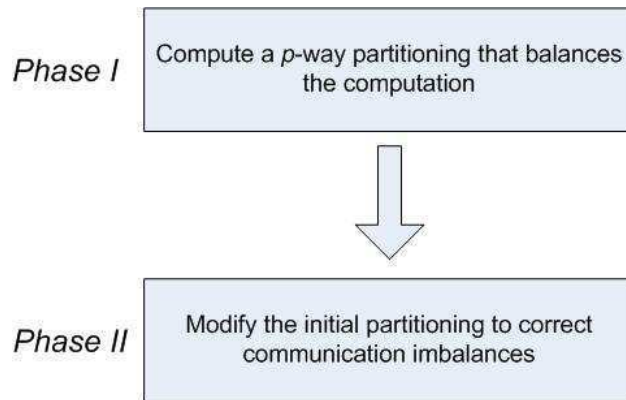 Phase I
Compute a p-way partitioning that balances
the computation
Phase II
Modify the initial partitioning to correct
communication imbalances